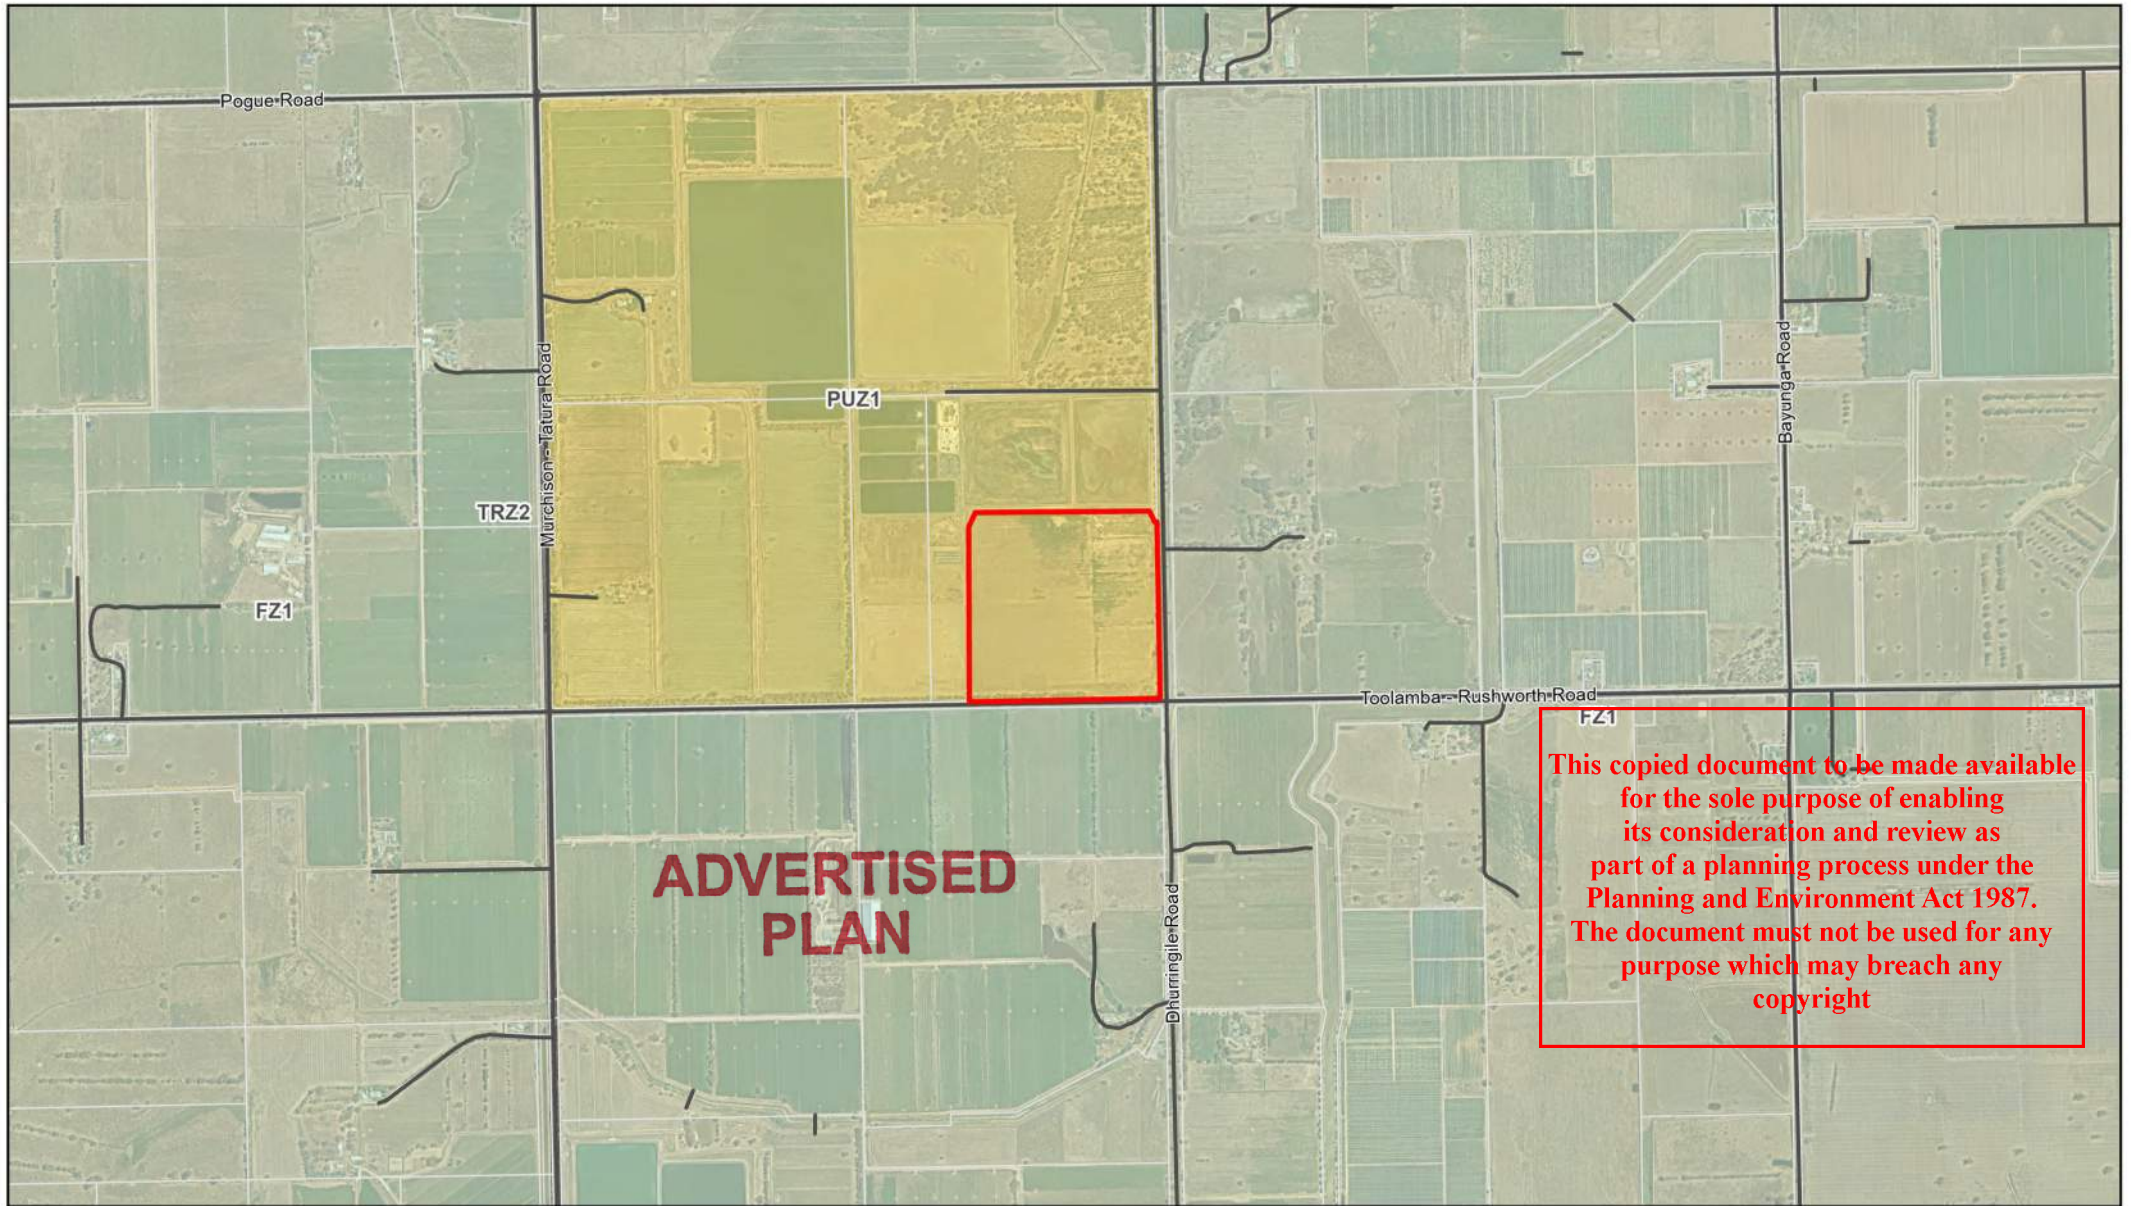 Pogue Road
Murchison - Tatura Road
PUZ1
Bayunga Road
TRZ2
FZ1
Toolamba - Rushworth Road
FZ1
This copied document to be made available
for the sole purpose of enabling
its consideration and review as
part of a planning process under the
Planning and Environment Act 1987.
The document must not be used for any
purpose which may breach any
copyright
ADVERTISED
PLAN
Dhurringile Road